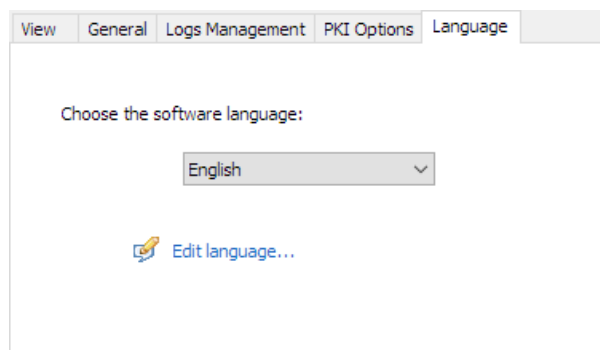 View General Logs Management PKI Options Language
Choose the software language:
English
Edit language...